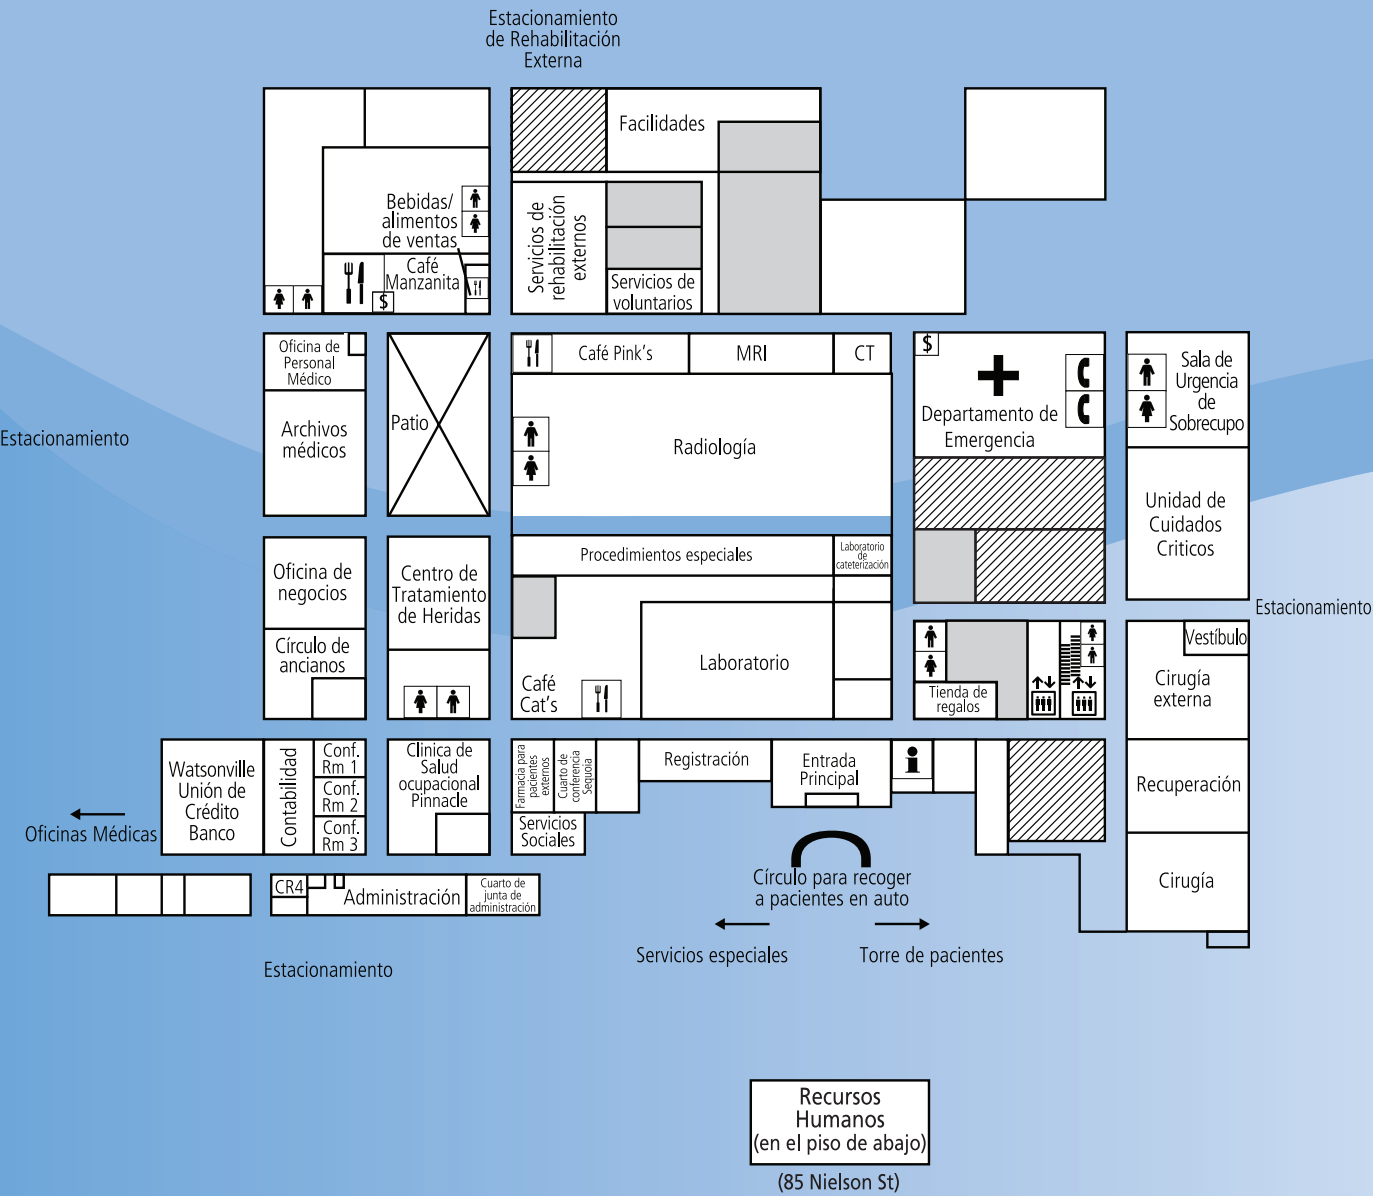 Estacionamiento
de Rehabilitación
Externa
Facilidades
Bebidas/
alimentos
de ventas
Café
Manzanita
$
Servicios de
rehabilitación
externos
Servicios de
voluntarios
Oficina de
Personal
Médico
Archivos
médicos
Patio
Café Pink's
MRI
CT
Radiología
$
Departamento de
Emergencia
Sala de
Urgencia
de
Sobrecupo
Unidad de
Cuidados
Criticos
Estacionamiento
Oficina de
negocios
Círculo de
ancianos
Centro de
Tratamiento
de Heridas
Procedimientos especiales
Laboratorio
de
cateterización
Laboratorio
Café
Cat's
Tienda de
regalos
Estacionamiento
Vestíbulo
Cirugía
externa
Recuperación
Cirugía
Watsonville
Unión de
Crédito
Banco
Contabilidad
Conf.
Rm 1
Conf.
Rm 2
Conf.
Rm 3
Clinica de
Salud
ocupacional
Pinnacle
Farmacia para
pacientes
externos
Cuarto de
conferencia
Sequoia
Servicios
Sociales
Registración
Entrada
Principal
Oficinas Médicas
CR4
Administración
Cuarto de
junta de
administración
Círculo para recoger
a pacientes en auto
Servicios especiales
Torre de pacientes
Estacionamiento
Recursos
Humanos
(en el piso de abajo)
(85 Nielson St)